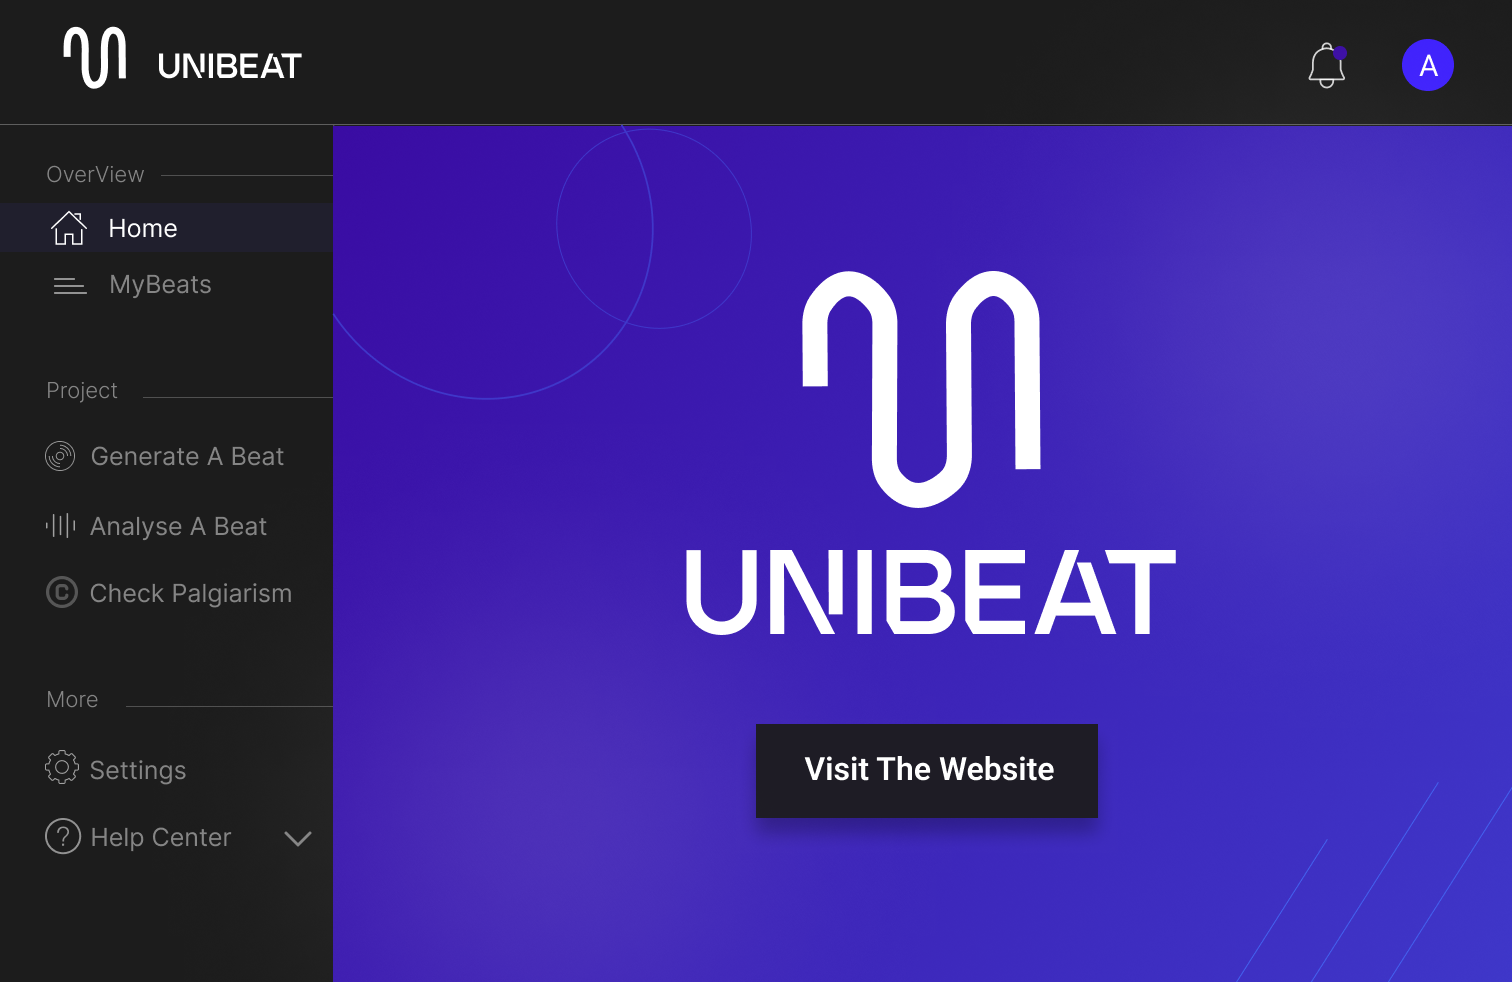 UNIBEAT
A
OverView
Home
MyBeats
Project
Generate A Beat
Analyse A Beat
C
Check Palgiarism
More
Settings
?
Help Center
UNIBEAT
Visit The Website